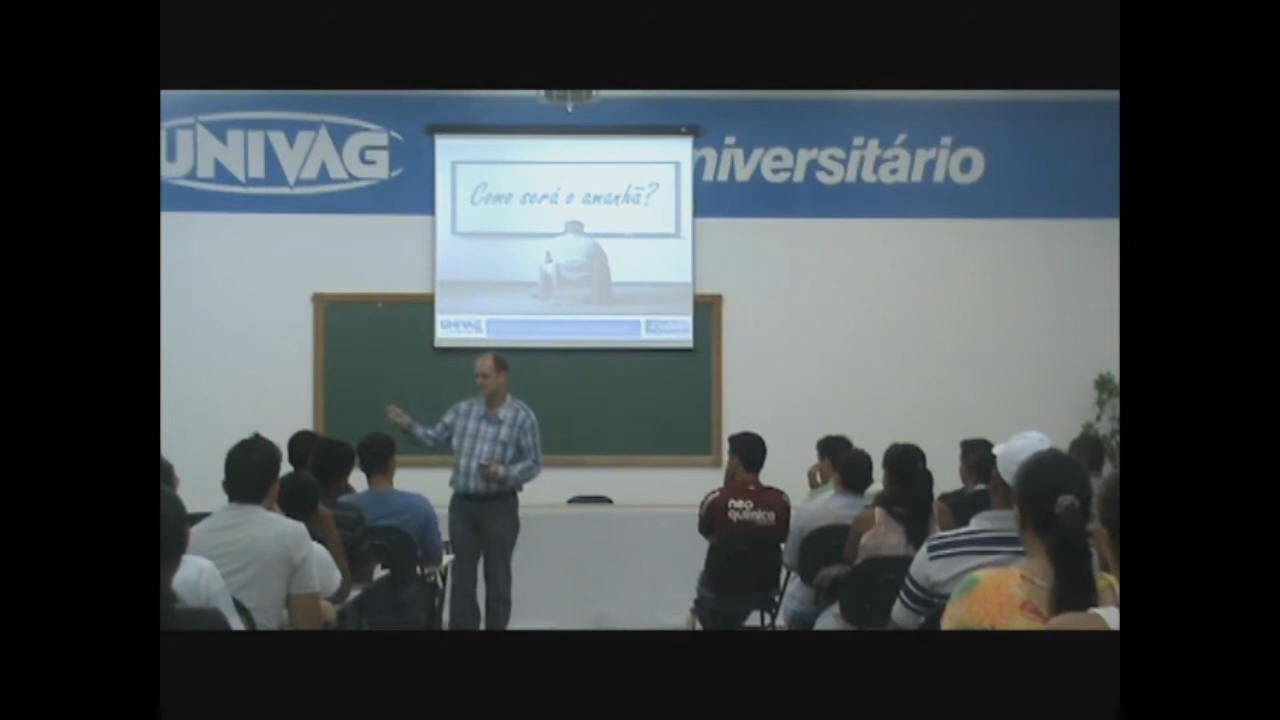 UNIVAG
niversitário
Como será o amanhã?
UNIVAG
neo
química